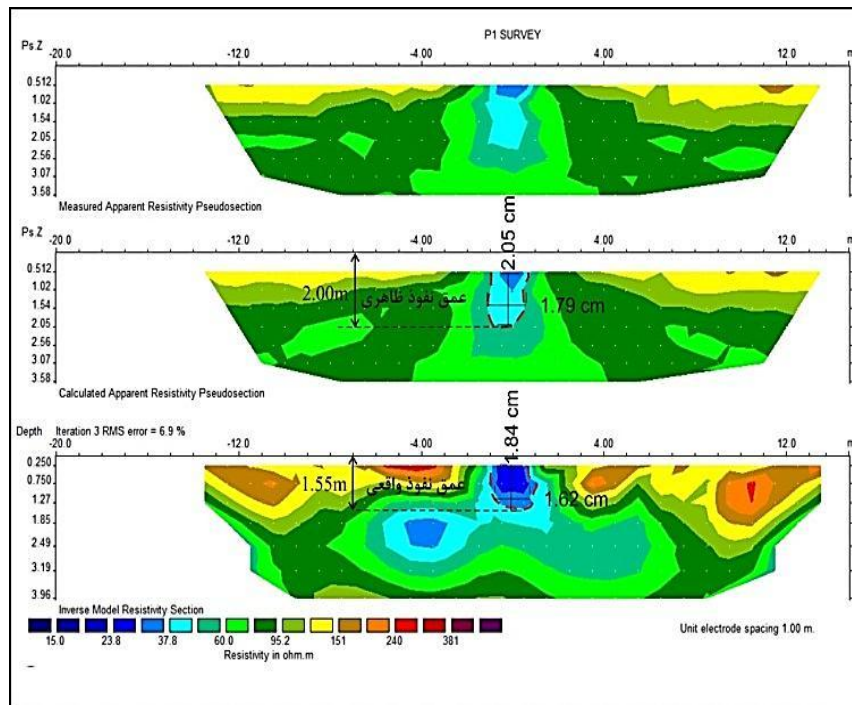 P1 SURVEY
Ps.Z -20.0 -12.0 -4.00 4.00 12.0 m
0.512
1.02
1.54
2.05
2.56
3.07
3.58
Measured Apparent Resistivity Pseudosection
2.05 cm
Ps.Z -20.0 -12.0 -4.00 4.00 12.0 m
0.512
1.02
1.54
2.05
2.56
3.07
3.58
2.00m
عمق نفوذ ظاهري
1.79 cm
Calculated Apparent Resistivity Pseudosection
1.84 cm
Depth Iteration 3 RMS error = 6.9 %
-20.0 -12.0 -4.00 4.00 12.0 m
0.250
0.750
1.27
1.85
2.49
3.19
3.96
1.55m
عمق نفوذ واقعی
1.62 cm
Inverse Model Resistivity Section
15.0 23.8 37.8 60.0 95.2 151 240 381
Resistivity in ohm.m
Unit electrode spacing 1.00 m.